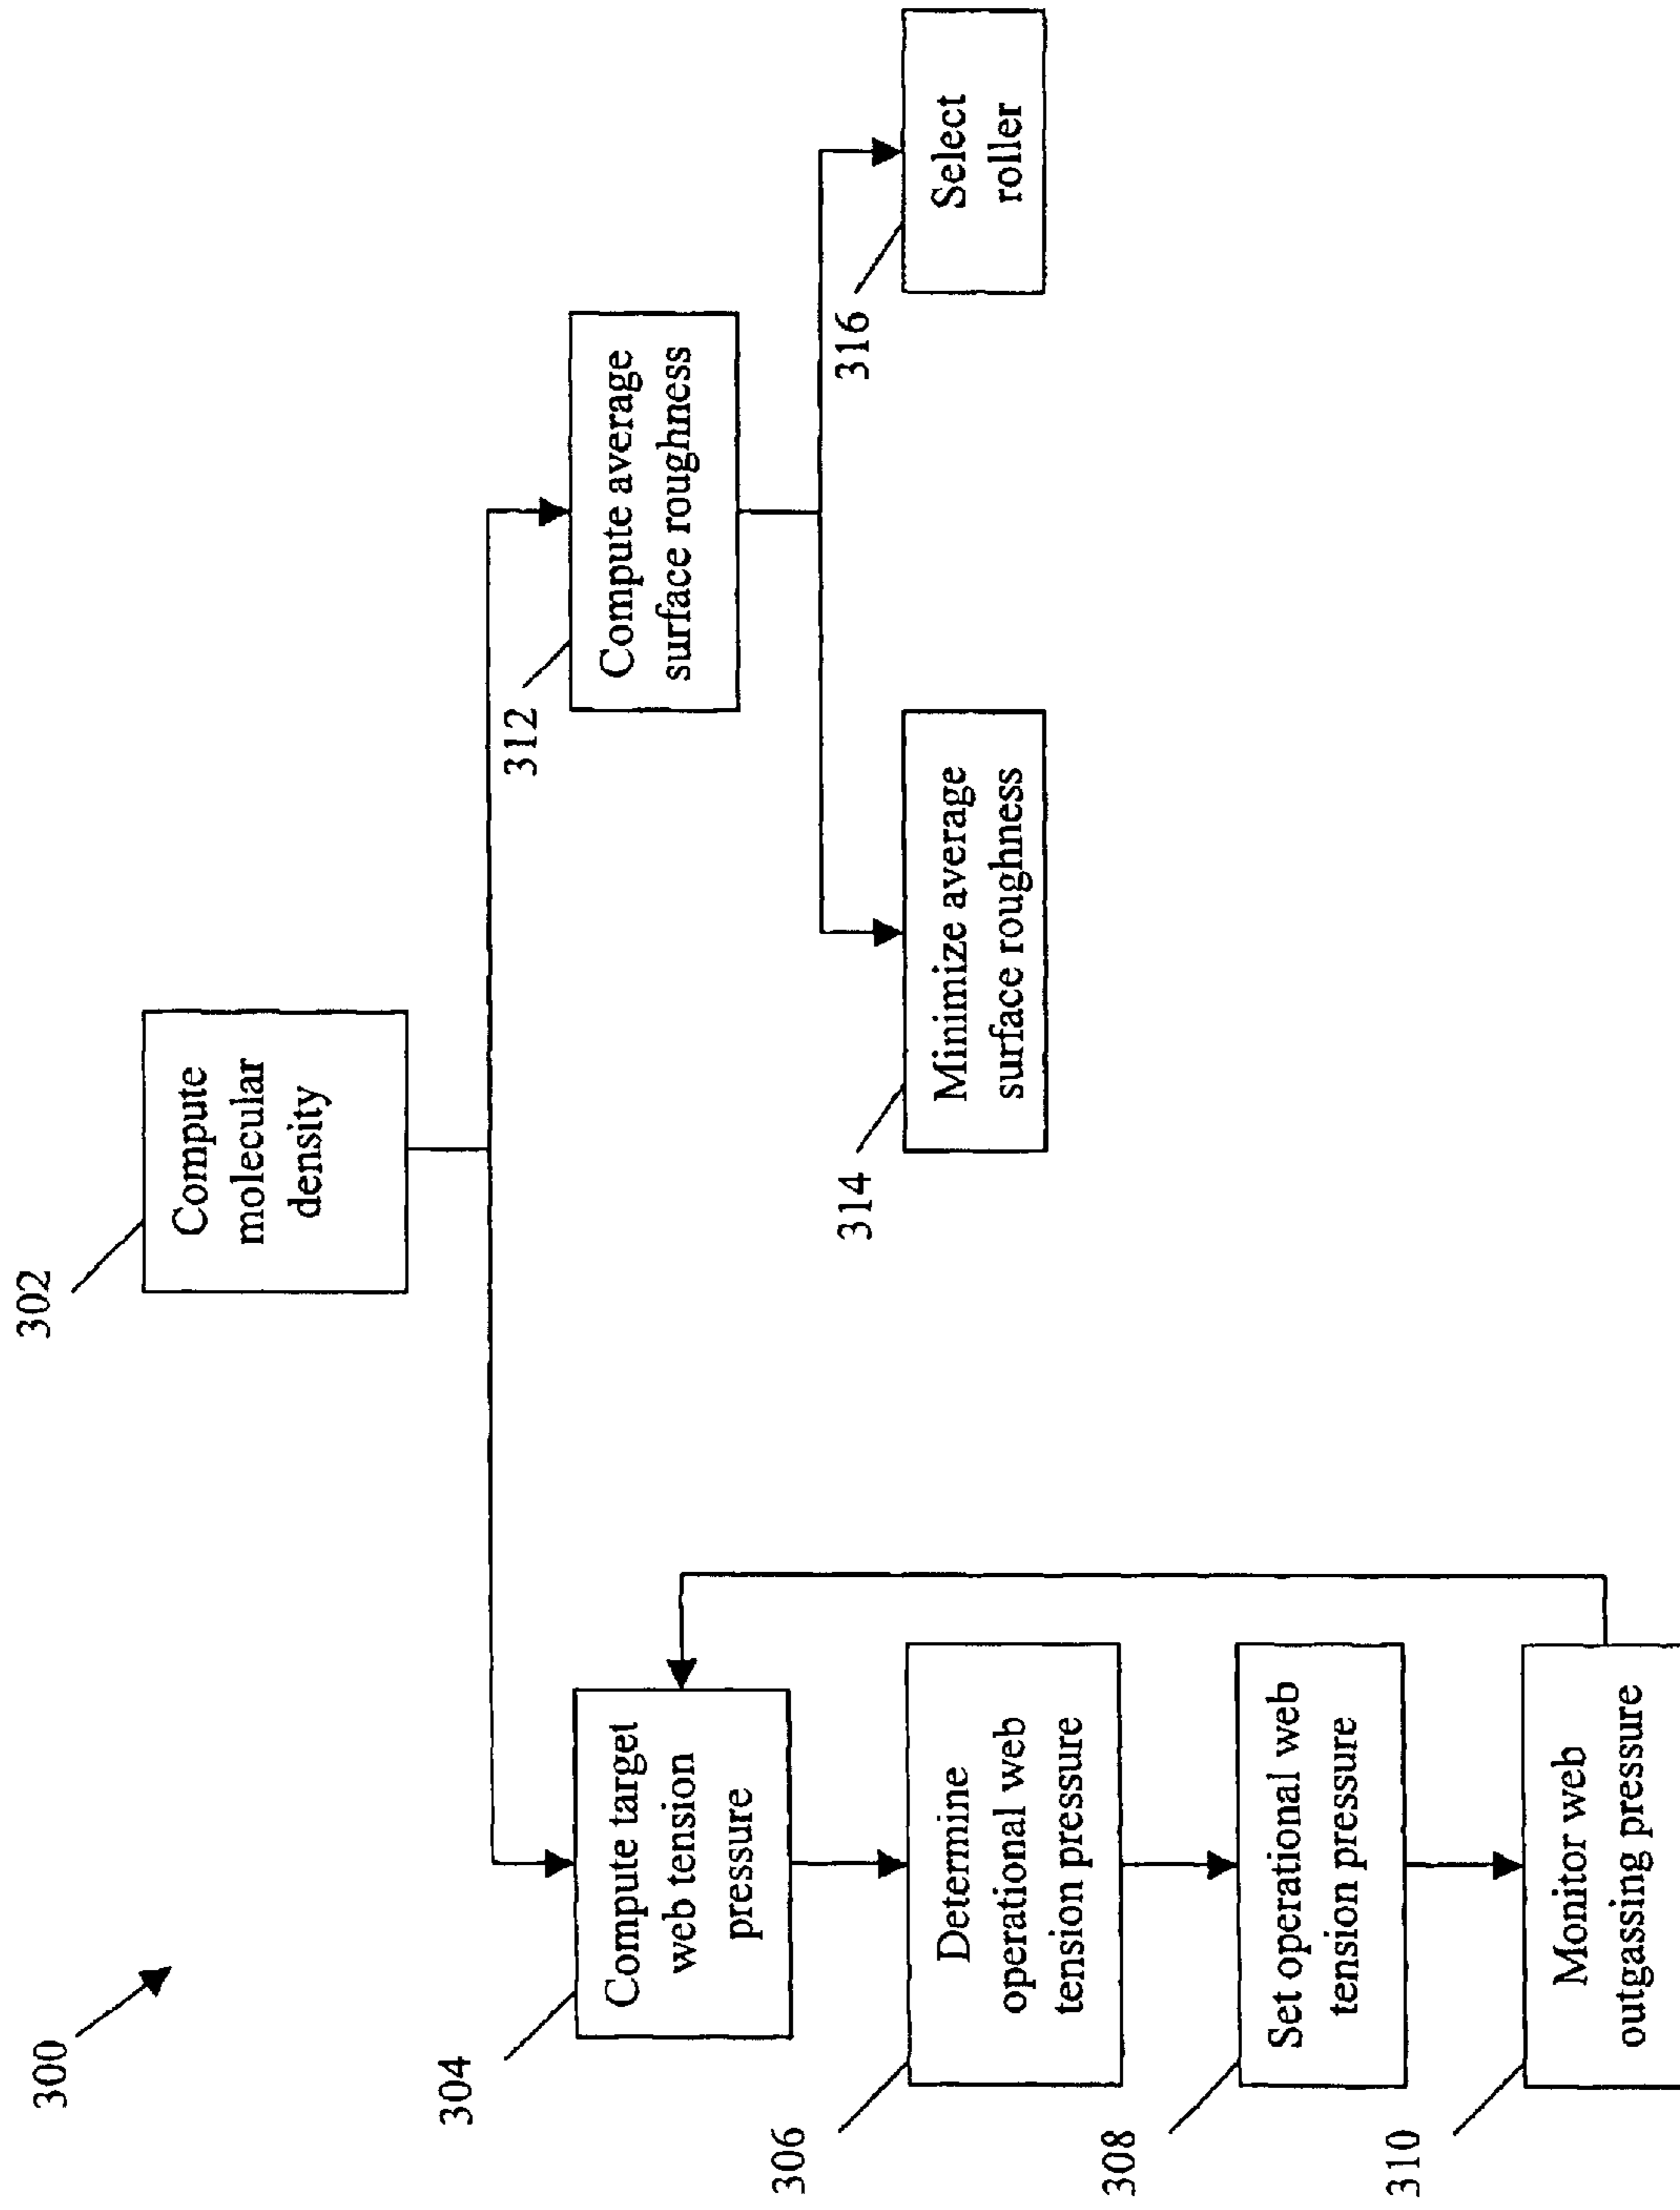 300
302
Compute
molecular
density
304
Compute target
web tension
pressure
306
Determine
operational web
tension pressure
308
Set operational web
tension pressure
310
Monitor web
outgassing pressure
312
Compute average
surface roughness
314
Minimize average
surface roughness
316
Select
roller